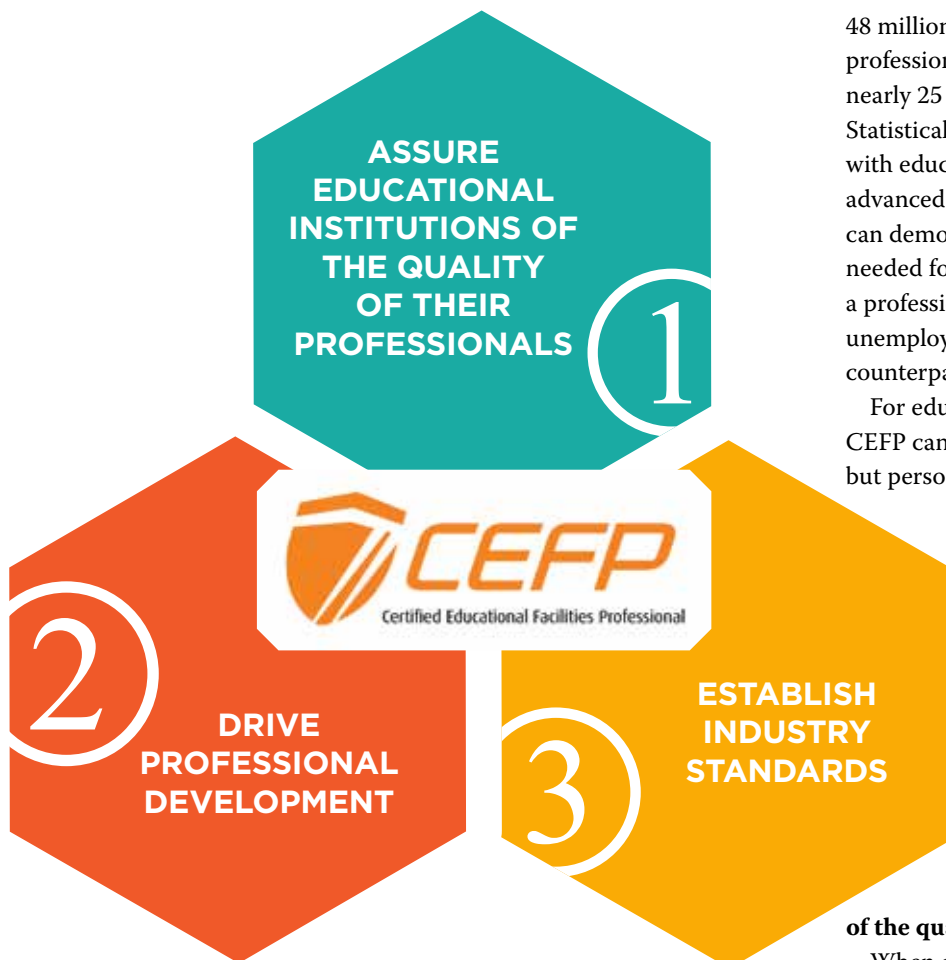 ASSURE
EDUCATIONAL
INSTITUTIONS OF
THE QUALITY
OF THEIR
PROFESSIONALS
1
CEFP
Certified Educational Facilities Professional
2
DRIVE
PROFESSIONAL
DEVELOPMENT
3
ESTABLISH
INDUSTRY
STANDARDS
48 million
profession
nearly 25
Statistical
with educ
advanced
can demo
needed fo
a professi
unemploy
counterpa
For edu
CEFP can
but perso
of the qua